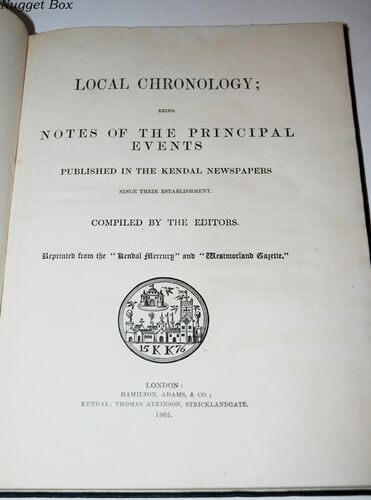 Nugget Box
LOCAL CHRONOLOGY;
BEING
NOTES OF THE PRINCIPAL
EVENTS
PUBLISHED IN THE KENDAL NEWSPAPERS
SINCE THEIR ESTABLISHMENT.
COMPILED BY THE EDITORS.
Reprinted from the "Kendal Mercury" and "Westmorland Gazette."
15 KK 76
LONDON:
HAMILTON, ADAMS, & CO.;
KENDAL: THOMAS ATKINSON, STRICKLANDGATE.
1865.